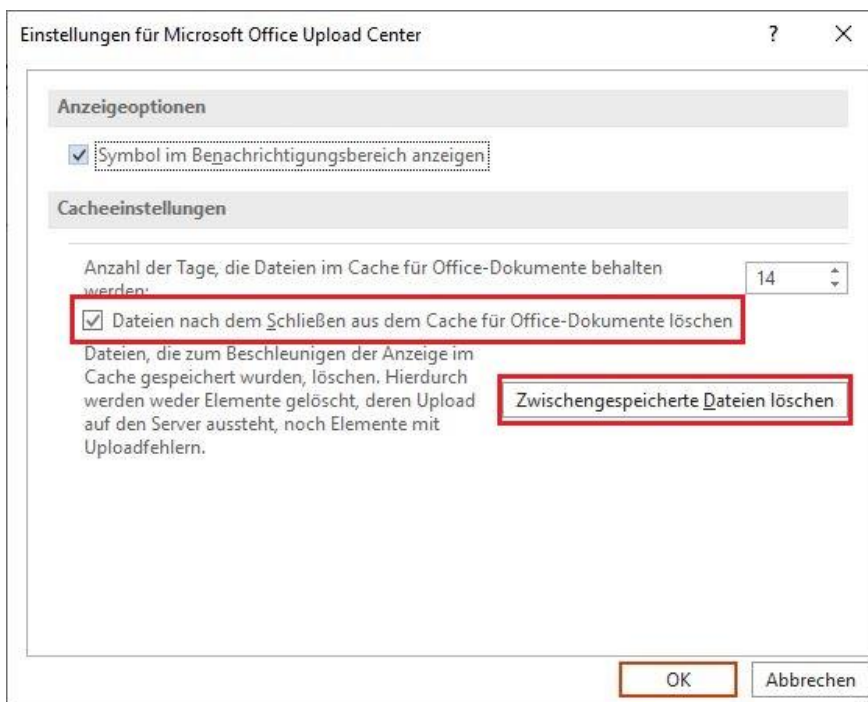 Einstellungen für Microsoft Office Upload Center
?
Anzeigeoptionen
Symbol im Benachrichtigungsbereich anzeigen
Cacheeinstellungen
Anzahl der Tage, die Dateien im Cache für Office-Dokumente behalten
werden:
14
Dateien nach dem Schließen aus dem Cache für Office-Dokumente löschen
Dateien, die zum Beschleunigen der Anzeige im
Cache gespeichert wurden, löschen. Hierdurch
werden weder Elemente gelöscht, deren Upload
auf den Server aussteht, noch Elemente mit
Uploadfehlern.
Zwischengespeicherte Dateien löschen
OK
Abbrechen